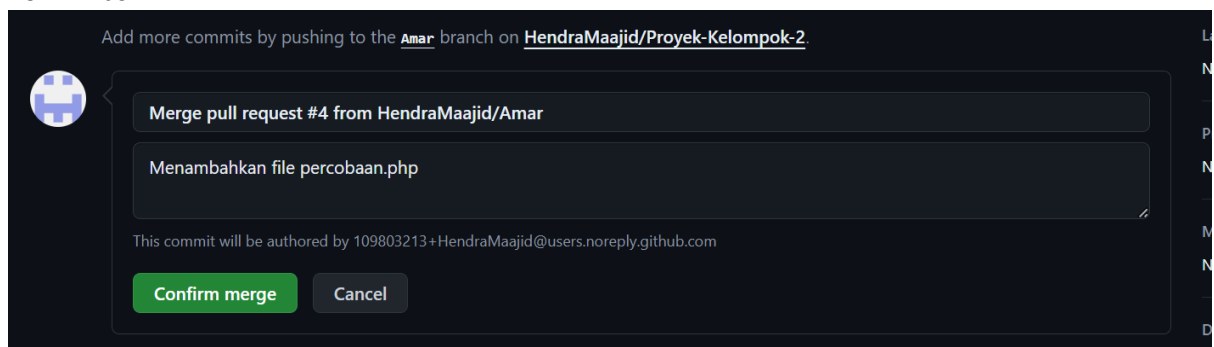 Add more commits by pushing to the Amar branch on HendraMaajid/Proyek-Kelompok-2.
Merge pull request #4 from HendraMaajid/Amar
Menambahkan file percobaan.php
This commit will be authored by 109803213+HendraMaajid@users.noreply.github.com
Confirm merge
Cancel